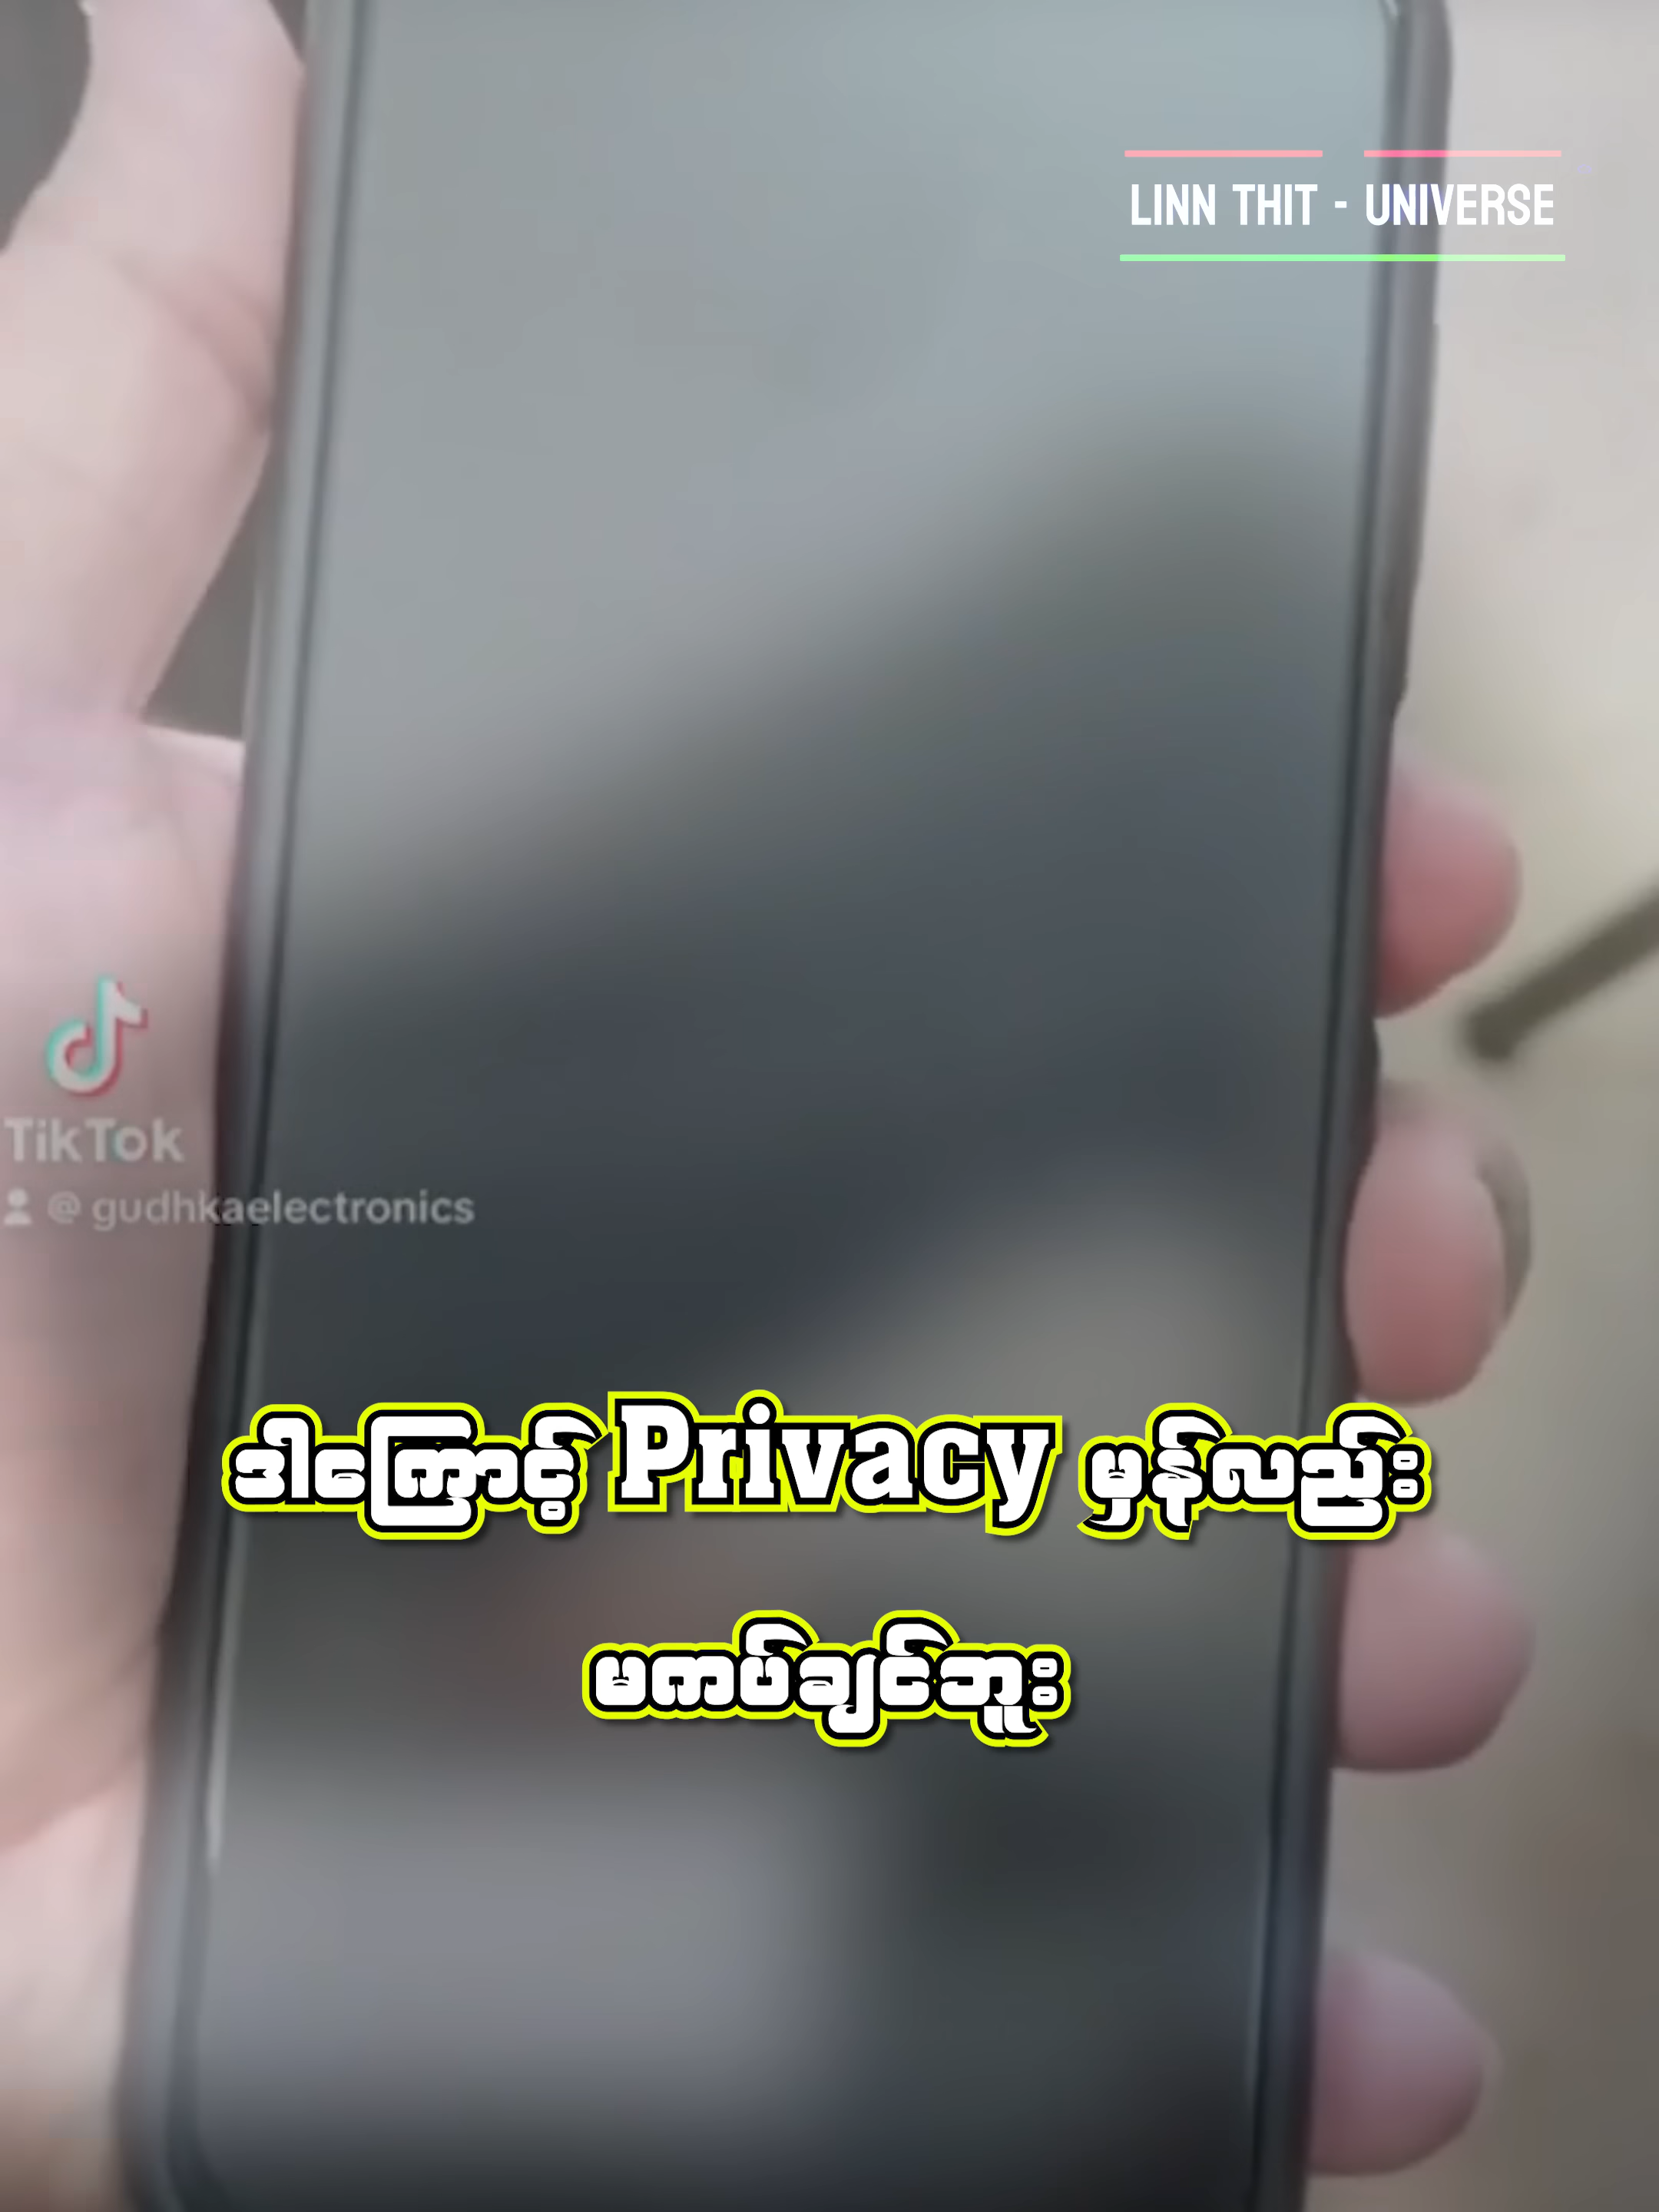 LINN THIT - UNIVERSE
TikTok
@ gudhkaelectronics
ဒါကြောင့် Privacy မှန်လည်း
မကပ်ချင်ဘူး